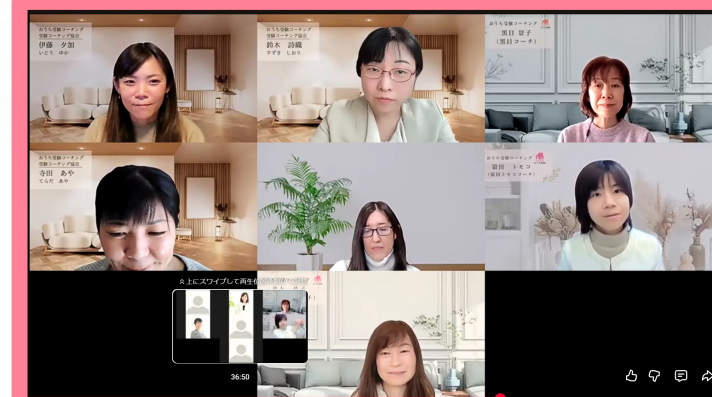 おうち受験コーチング
受験コーチング協会
伊藤 夕加
いとう ゆか
おうち受験コーチング
受験コーチング協会
鈴木 詩織
すずき しおり
おうち受験コーチング
黒目 景子
(黒目コーチ)
おうち受験コーチング
受験コーチング協会
寺田 あや
てらだ あや
おうち受験コーチング
トモコ
上にスワイプして再生位
36:50